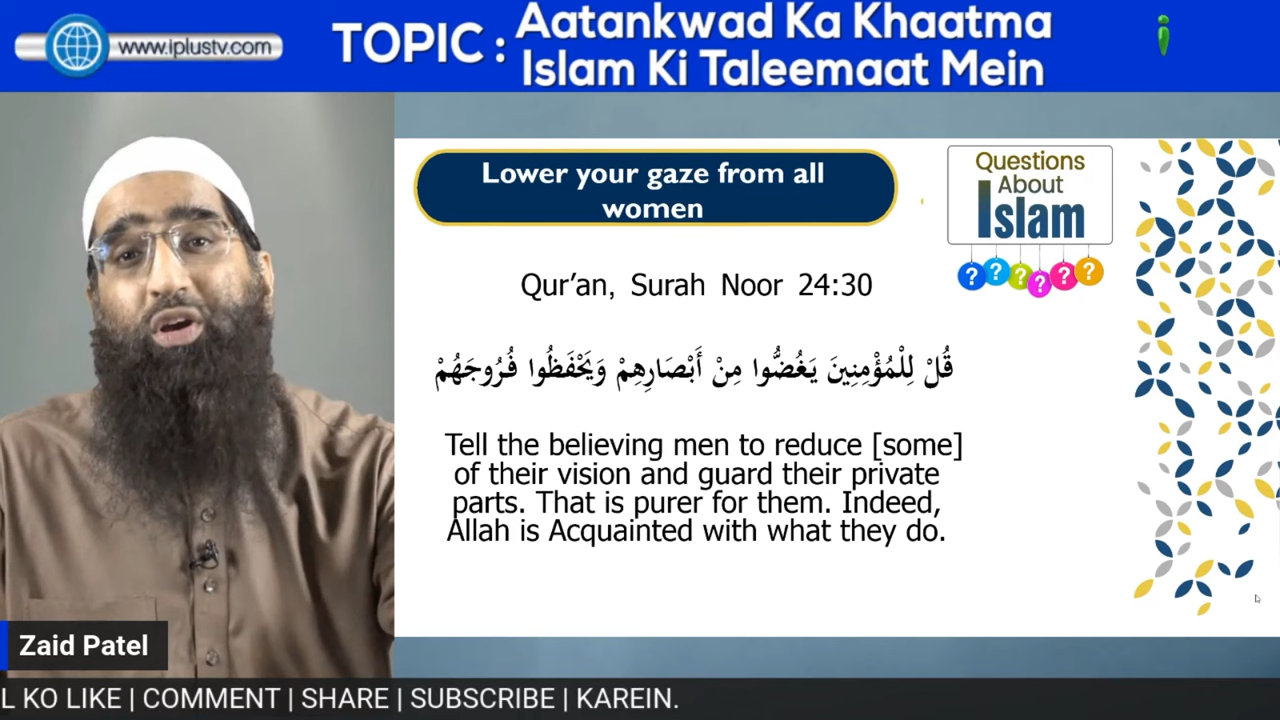 www.iplustv.com
TOPIC :
Aatankwad Ka Khaatma
Islam Ki Taleemaat Mein
Lower your gaze from all
women
Questions
About
Islam
? ? ? ? ? ?
Qur’an, Surah Noor 24:30
قُلْ لِلْمُؤْمِنِينَ يَغُضُّوا مِنْ أَبْصَارِهِمْ وَيَحْفَظُوا فُرُوجَهُمْ
Tell the believing men to reduce [some]
of their vision and guard their private
parts. That is purer for them. Indeed,
Allah is Acquainted with what they do.
Zaid Patel
L KO LIKE | COMMENT | SHARE | SUBSCRIBE | KAREIN.